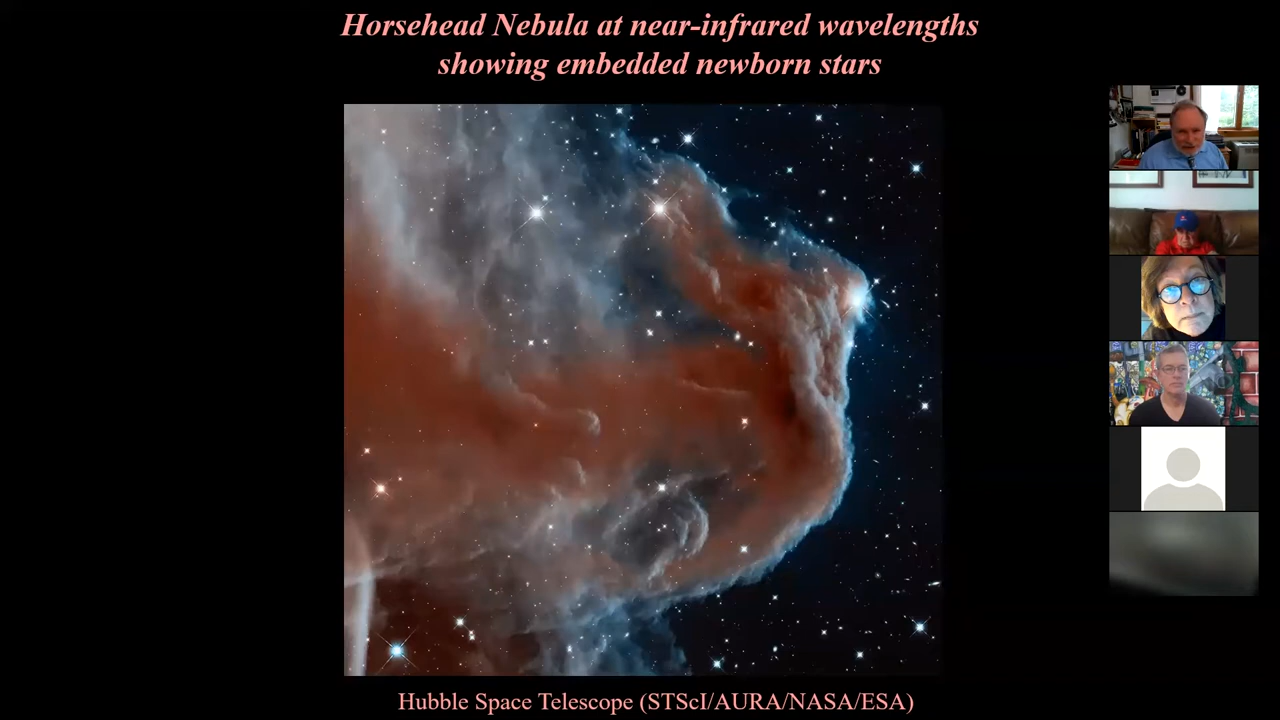 Horsehead Nebula at near-infrared wavelengths
showing embedded newborn stars
Hubble Space Telescope (STScI/AURA/NASA/ESA)